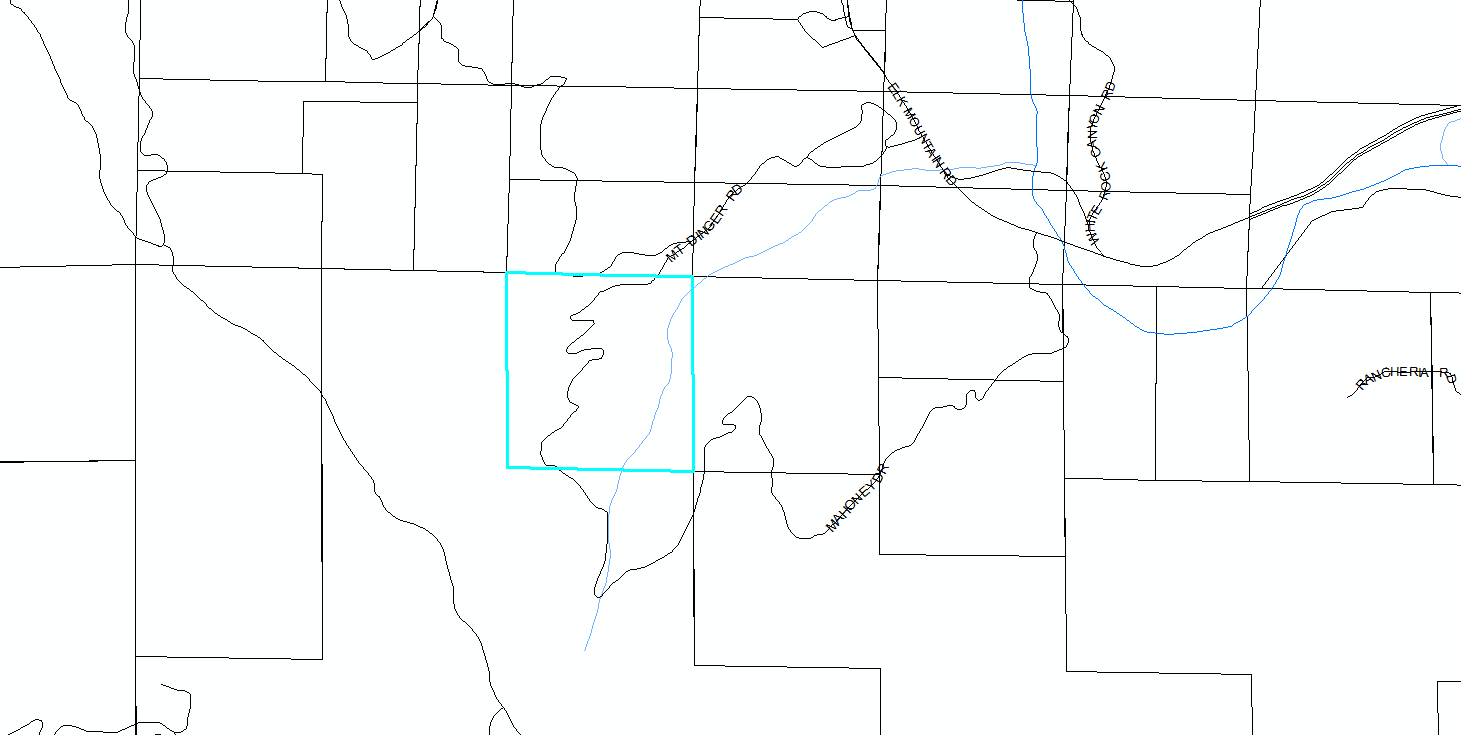 ELK MOUNTAIN RD
WHITE ROCK CANYON RD
MT DINGER RD
RANCHERIA RD
MAHONEY DR